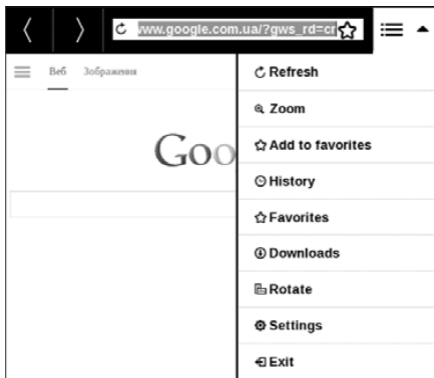 www.google.com.ua/?gws_rd=cr
Веб Зображення
Goo
Refresh
Zoom
Add to favorites
History
Favorites
Downloads
Rotate
Settings
Exit